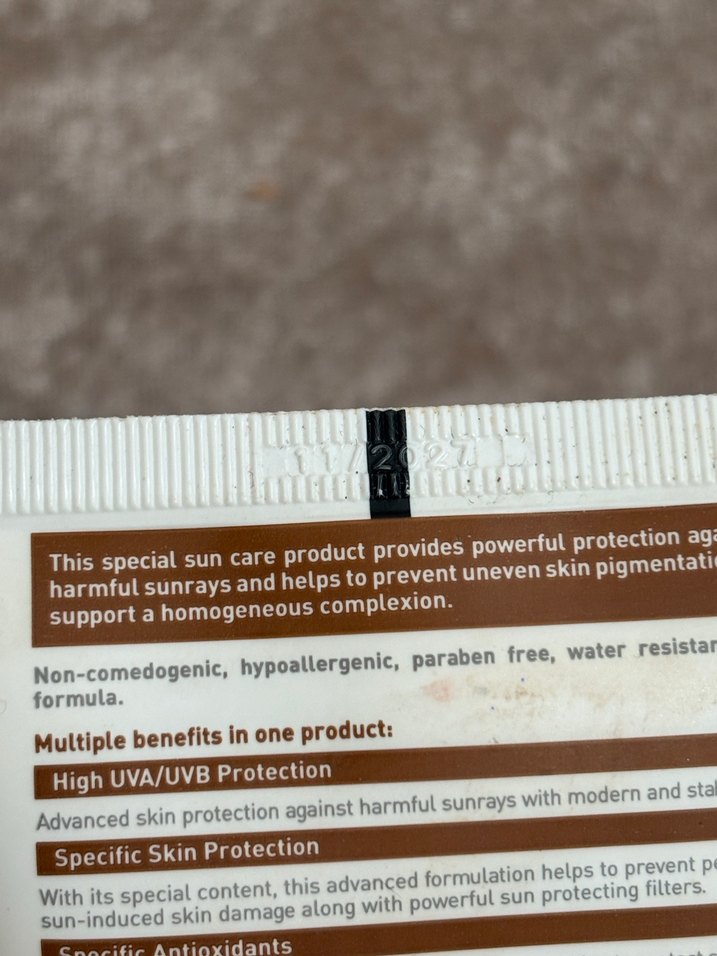 11/2027
This special sun care product provides powerful protection
harmful sunrays and helps to prevent uneven skin
support a homogeneous complexion.
Non-comedogenic, hypoallergenic, paraben free, water
formula.
Multiple benefits in one product:
High UVA/UVB Protection
Advanced skin protection against harmful sunrays with modern and
Specific Skin Protection
With its special content, this advanced formulation helps to prevent
sun-induced skin damage along with powerful sun protecting filters.
Specific Antioxidants